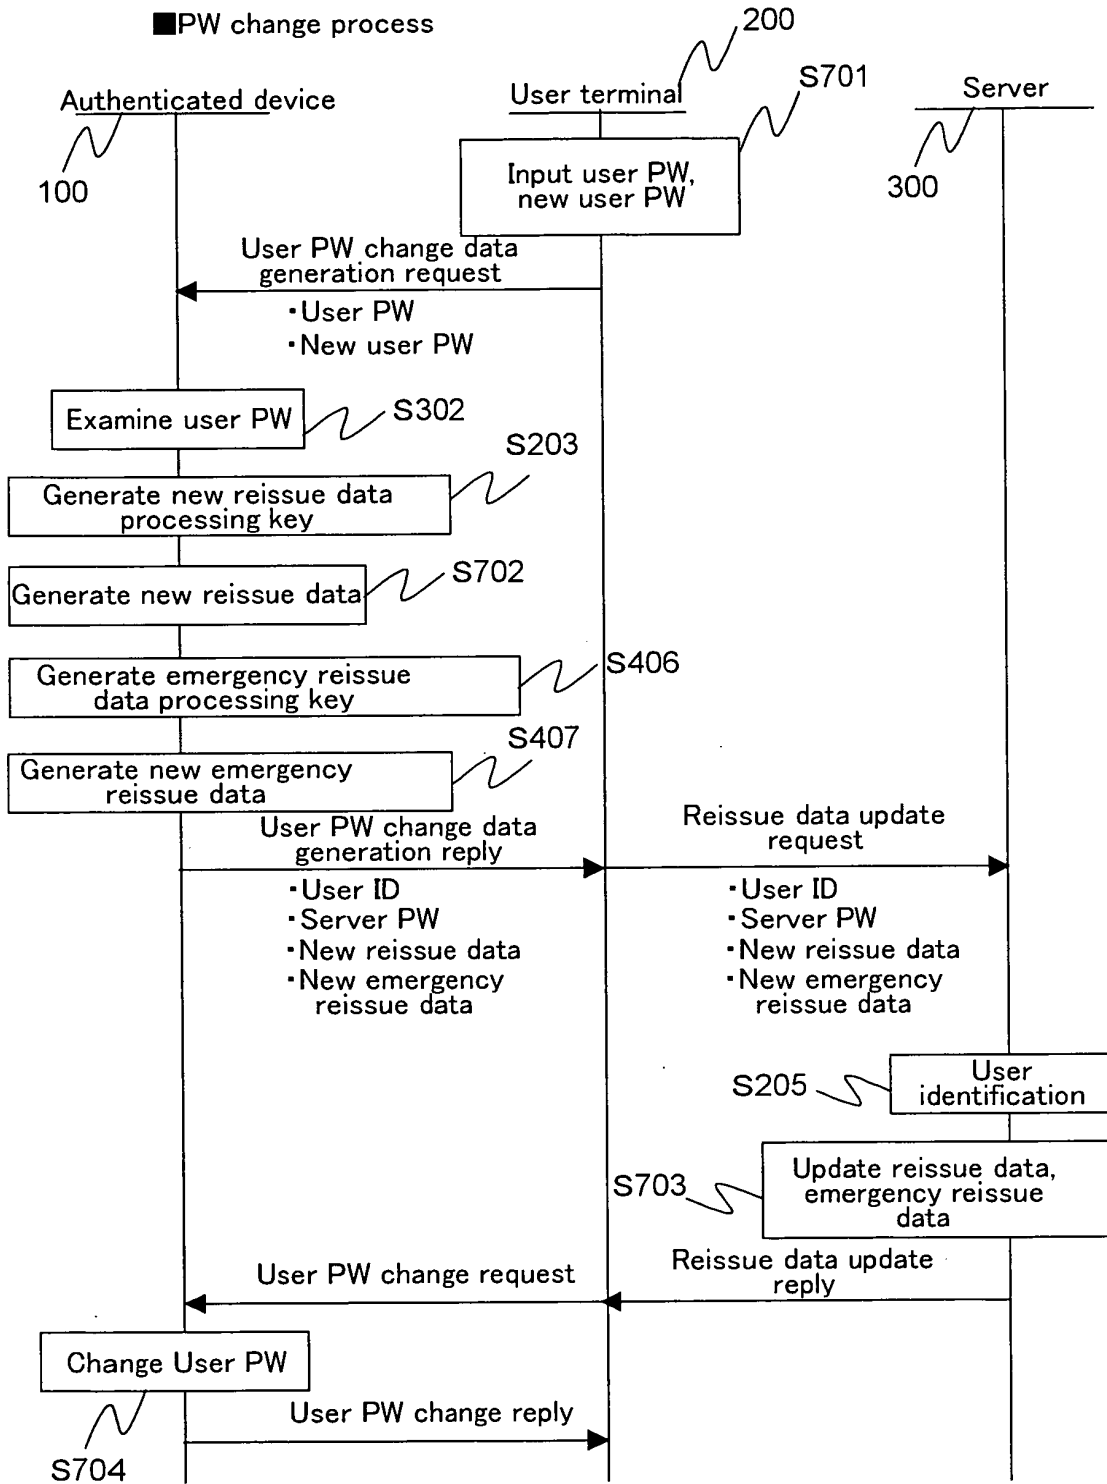 ■PW change process
200
Authenticated device
User terminal
S701
Server
100
300
Input user PW,
new user PW
User PW change data
generation request
・User PW
・New user PW
Examine user PW
S302
S203
Generate new reissue data
processing key
S702
Generate new reissue data
S406
Generate emergency reissue
data processing key
S407
Generate new emergency
reissue data
User PW change data
generation reply
Reissue data update
request
・User ID
・Server PW
・New reissue data
・New emergency
reissue data
・User ID
・Server PW
・New reissue data
・New emergency
reissue data
S205
User
identification
S703
Update reissue data,
emergency reissue
data
User PW change request
Reissue data update
reply
Change User PW
User PW change reply
S704